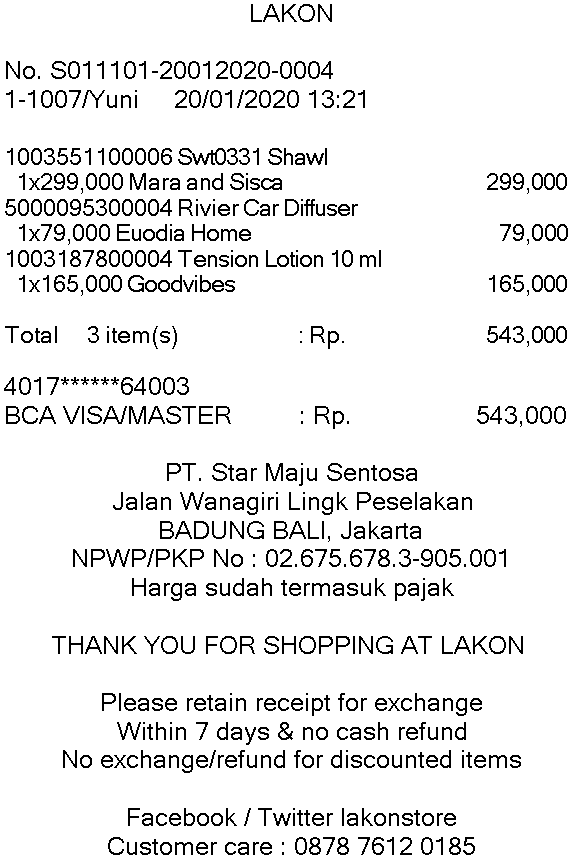 LAKON
No. S011101-20012020-0004
1-1007/Yuni 20/01/2020 13:21
1003551100006 Swt0331 Shawl
1x299,000 Mara and Sisca 299,000
5000095300004 Rivier Car Diffuser
1x79,000 Euodia Home 79,000
1003187800004 Tension Lotion 10 ml
1x165,000 Goodvibes 165,000
Total 3 item(s) : Rp. 543,000
4017******64003
BCA VISA/MASTER : Rp. 543,000
PT. Star Maju Sentosa
Jalan Wanagiri Lingk Peselakan
BADUNG BALI, Jakarta
NPWP/PKP No : 02.675.678.3-905.001
Harga sudah termasuk pajak
THANK YOU FOR SHOPPING AT LAKON
Please retain receipt for exchange
Within 7 days & no cash refund
No exchange/refund for discounted items
Facebook / Twitter lakonstore
Customer care : 0878 7612 0185